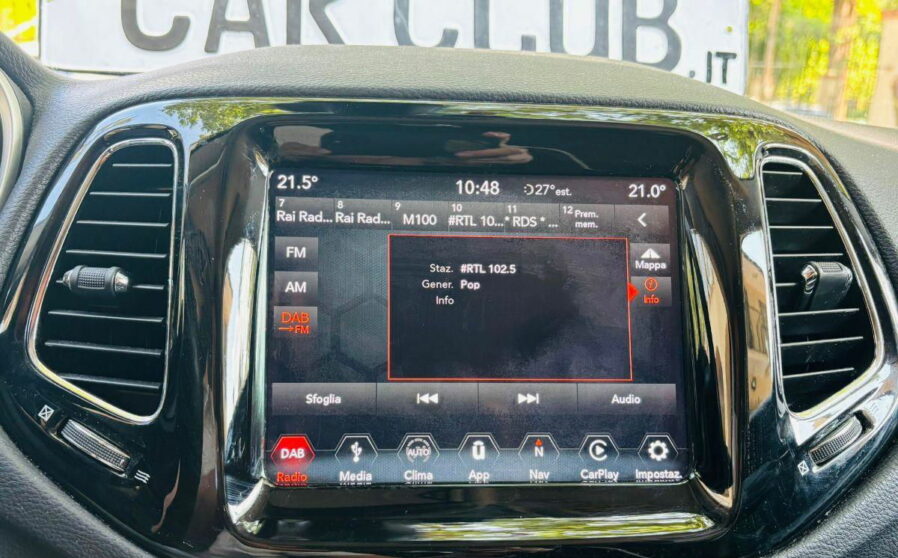 CAR CLUB.IT
21.5° 10:48 27° est. 21.0°
7 Rai Rad... 8 Rai Rad... 9 M100 10 #RTL 10... 11 * RDS *... 12 Prem. mem. <
FM
AM
DAB
→FM
Staz. #RTL 102.5
Gener. Pop
Info
Mappa
Info
Sfoglia Audio
DAB AUTO ū N C
Radio Media Clima App Nav CarPlay Impostaz.